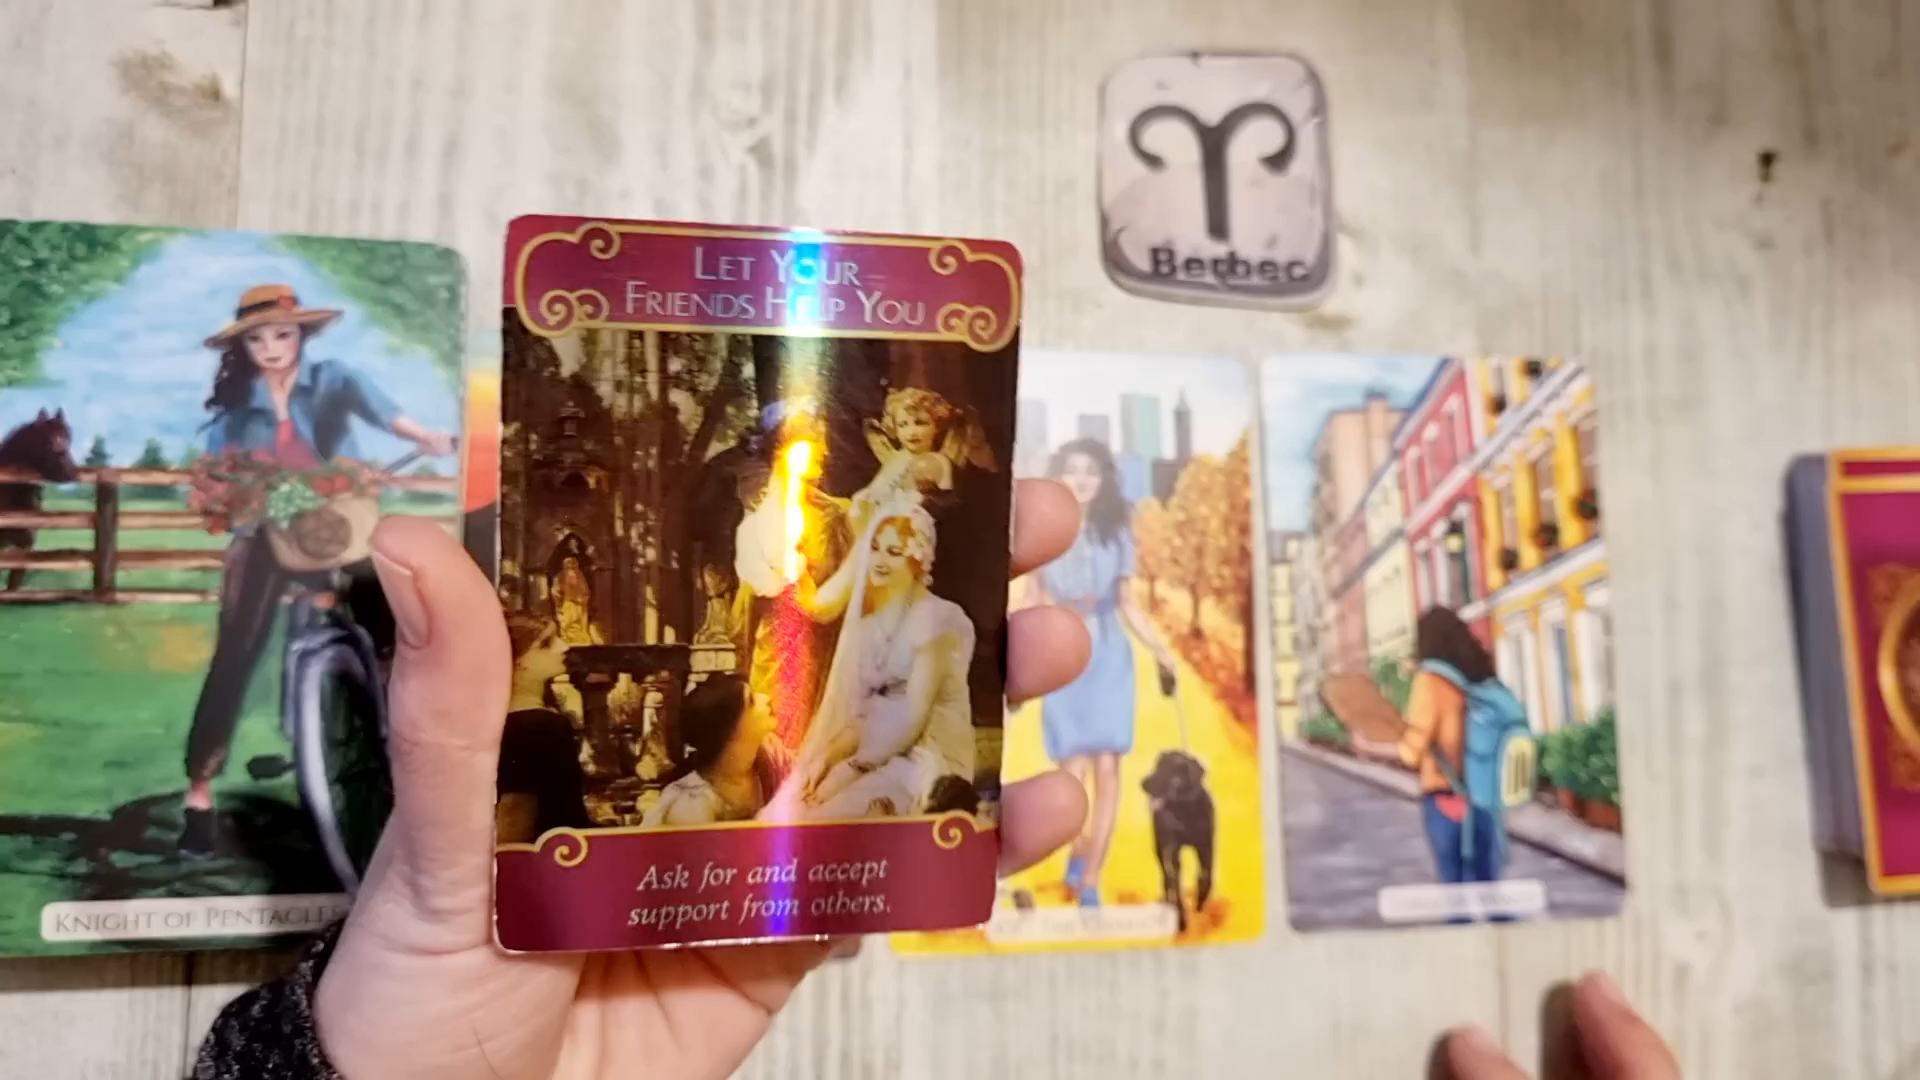 Berbec
LET YOUR
FRIENDS HELP YOU
Ask for and accept
support from others.
KNIGHT OF PENTACLES